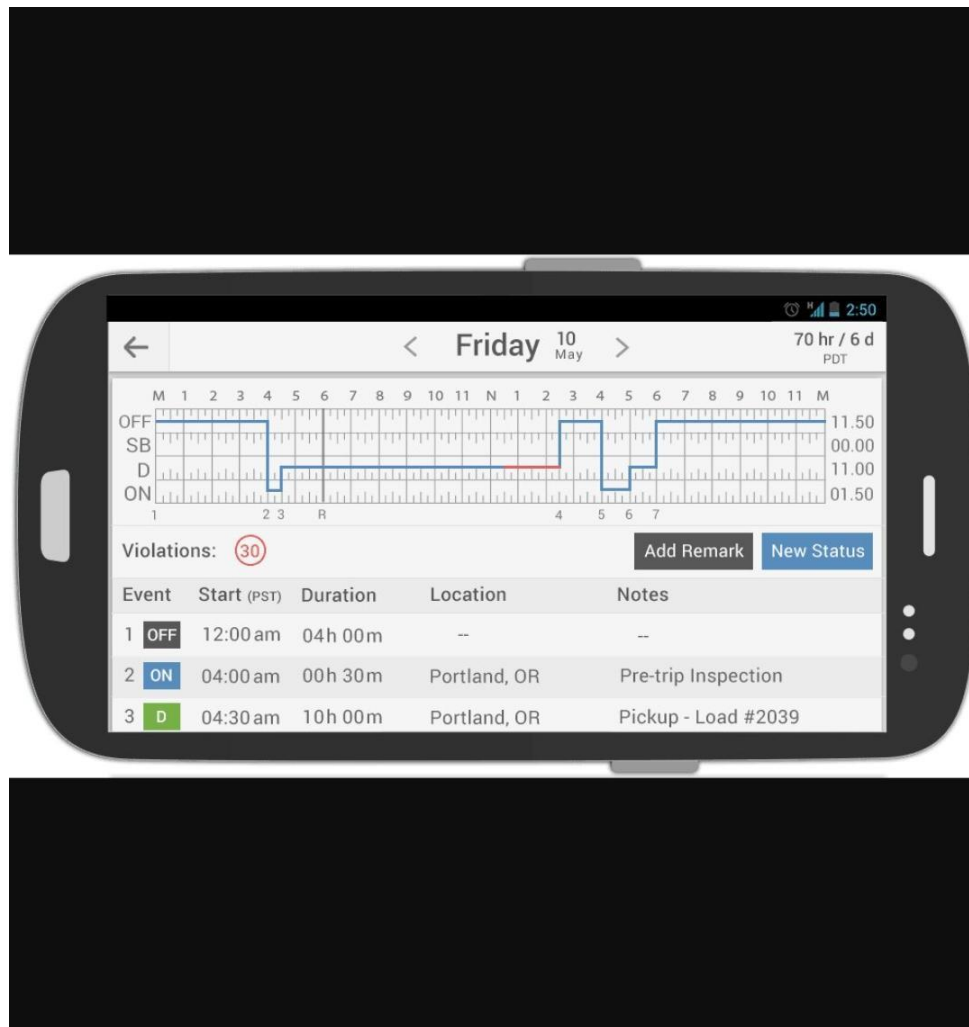 H 2:50
< Friday 10 May > 70 hr / 6 d
PDT
M 1 2 3 4 5 6 7 8 9 10 11 N 1 2 3 4 5 6 7 8 9 10 11 M
OFF 11.50
SB 00.00
D 11.00
ON 01.50
1 2 3 R 4 5 6 7
Violations: 30 Add Remark New Status
Event Start (PST) Duration Location Notes
1 OFF 12:00 am 04h 00m -- --
2 ON 04:00 am 00h 30m Portland, OR Pre-trip Inspection
3 D 04:30 am 10h 00m Portland, OR Pickup - Load #2039